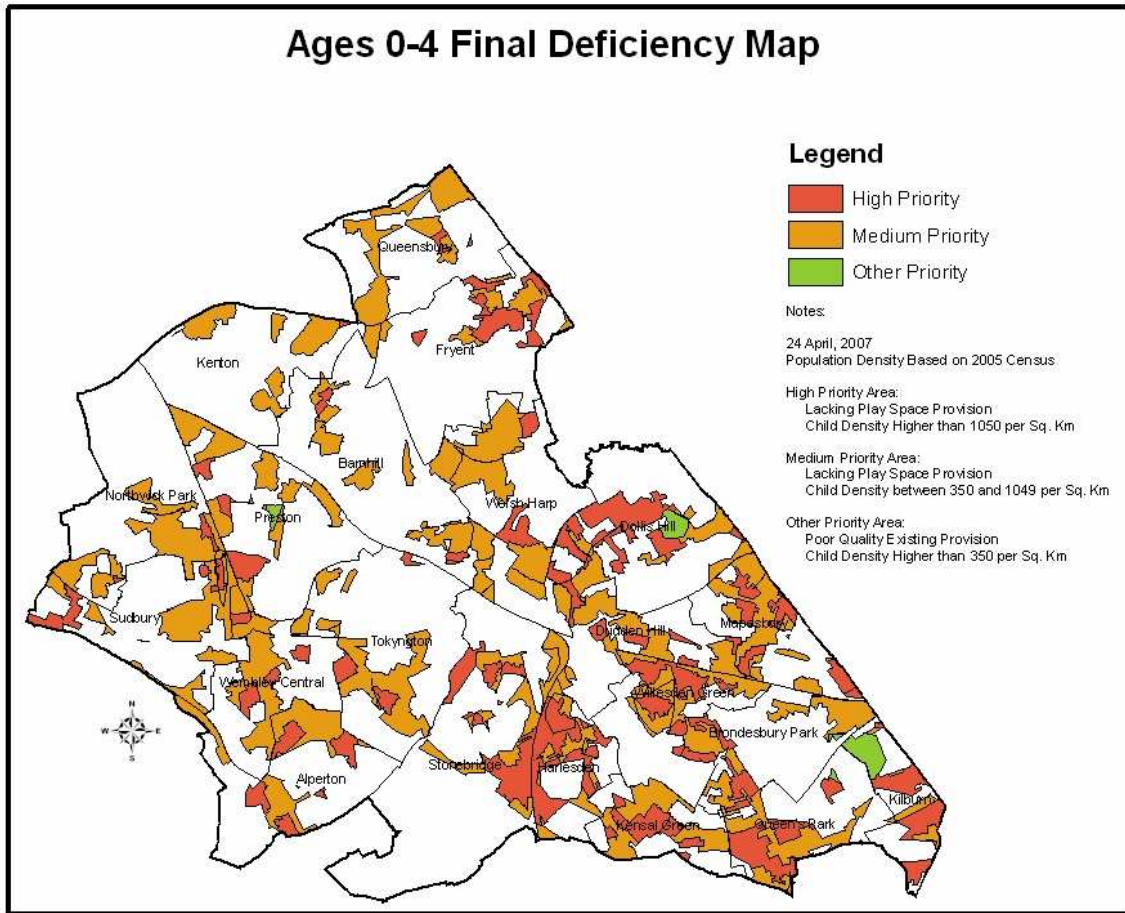 Ages 0-4 Final Deficiency Map
Legend
High Priority
Medium Priority
Other Priority
Notes:
24 April, 2007
Population Density Based on 2005 Census
High Priority Area:
Lacking Play Space Provision
Child Density Higher than 1050 per Sq. Km
Medium Priority Area:
Lacking Play Space Provision
Child Density between 350 and 1049 per Sq. Km
Other Priority Area:
Poor Quality Existing Provision
Child Density Higher than 350 per Sq. Km
Queensbury
Fryent
Kenton
Barnhill
Northwick Park
Preston
Welsh Harp
Dollis Hill
Sudbury
Tokyngton
Dudden Hill
Mapesbury
Wembley Central
Willesden Green
Brondesbury Park
Alperton
Stonebridge
Harlesden
Kilburn
Kensal Green
Queen's Park
N
W
E
S